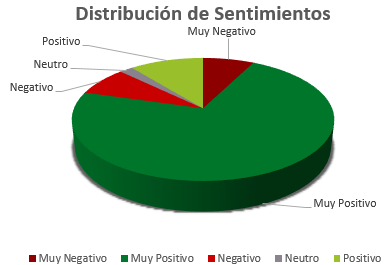 Distribución de Sentimientos
Muy Negativo
Positivo
Neutro
Negativo
Muy Positivo
Muy Negativo Muy Positivo Negativo Neutro Positivo